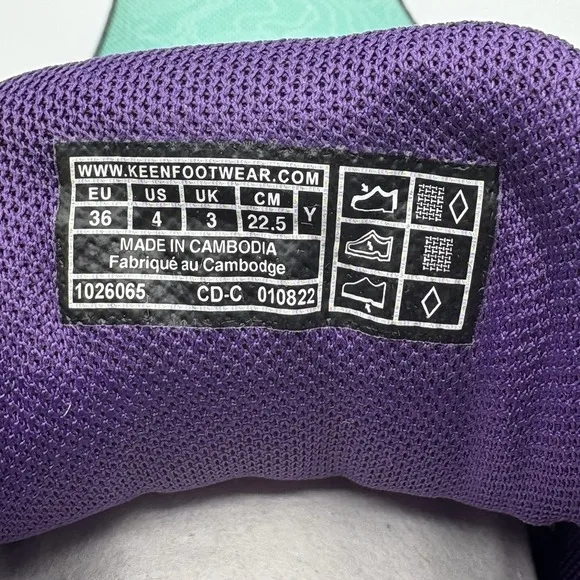 WWW.KEENFOOTWEAR.COM
EU US UK CM Y
36 4 3 22.5
MADE IN CAMBODIA
Fabriqué au Cambodge
1026065 CD-C 010822